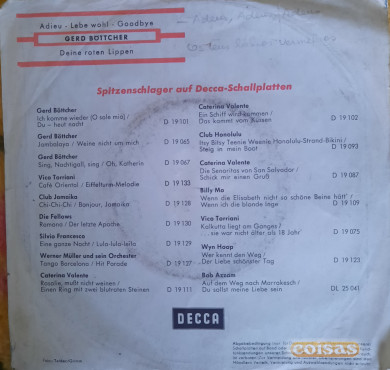 Adieu - Lebe wohl - Goodbye
GERD BÖTTCHER
Deine roten Lippen
Spitzenschlager auf Decca-Schallplatten
Gerd Böttcher
Ich komme wieder (O sole mio) /
Du — heut nacht D 19 101
Gerd Böttcher
Jambalaya / Weine nicht um mich D 19 065
Gerd Böttcher
Sing, Nachtigall, sing / Oh, Kathrin D 19 067
Vico Torriani
Café Oriental / Eiffelturm-Melodie D 19 133
Club Jamaika
Chi-Chi-Chi / Bonjour, Jamaika D 19 128
Die Fellows
Ramona / Der letzte Apache D 19 130
Silvio Francesco
Eine ganze Nacht / Lula-lula-leila D 19 129
Werner Müller und sein Orchester
Tango Barcelona / Hit Parade D 19 137
Caterina Valente
Rosalie, mußt nicht weinen /
Einen Ring mit zwei blutroten Steinen D 19 111
Caterina Valente
Ein Schiff wird kommen /
Das kommt vom Küssen D 19 102
Club Honolulu
Itsy Bitsy Teenie Weenie Honolulu-Strand-Bikini /
Steig in mein Boot D 19 093
Caterina Valente
Die Senoritas von San Salvador /
Schick mir einen Gruß D 19 087
Billy Mo
Wenn die Elisabeth nicht so schöne Beine hätt' /
Wenn ich die blonde Inge D 19 109
Vico Torriani
Kalkutta liegt am Ganges /
. . sie war nicht älter als 18 Jahr' D 19 075
Wyn Hoop
Wer kennt den Weg /
Der Liebe schönster Tag D 19 123
Bob Azzam
Auf dem Weg nach Marrakesch /
Du sollst meine Liebe sein DL 25 041
DECCA
coisas